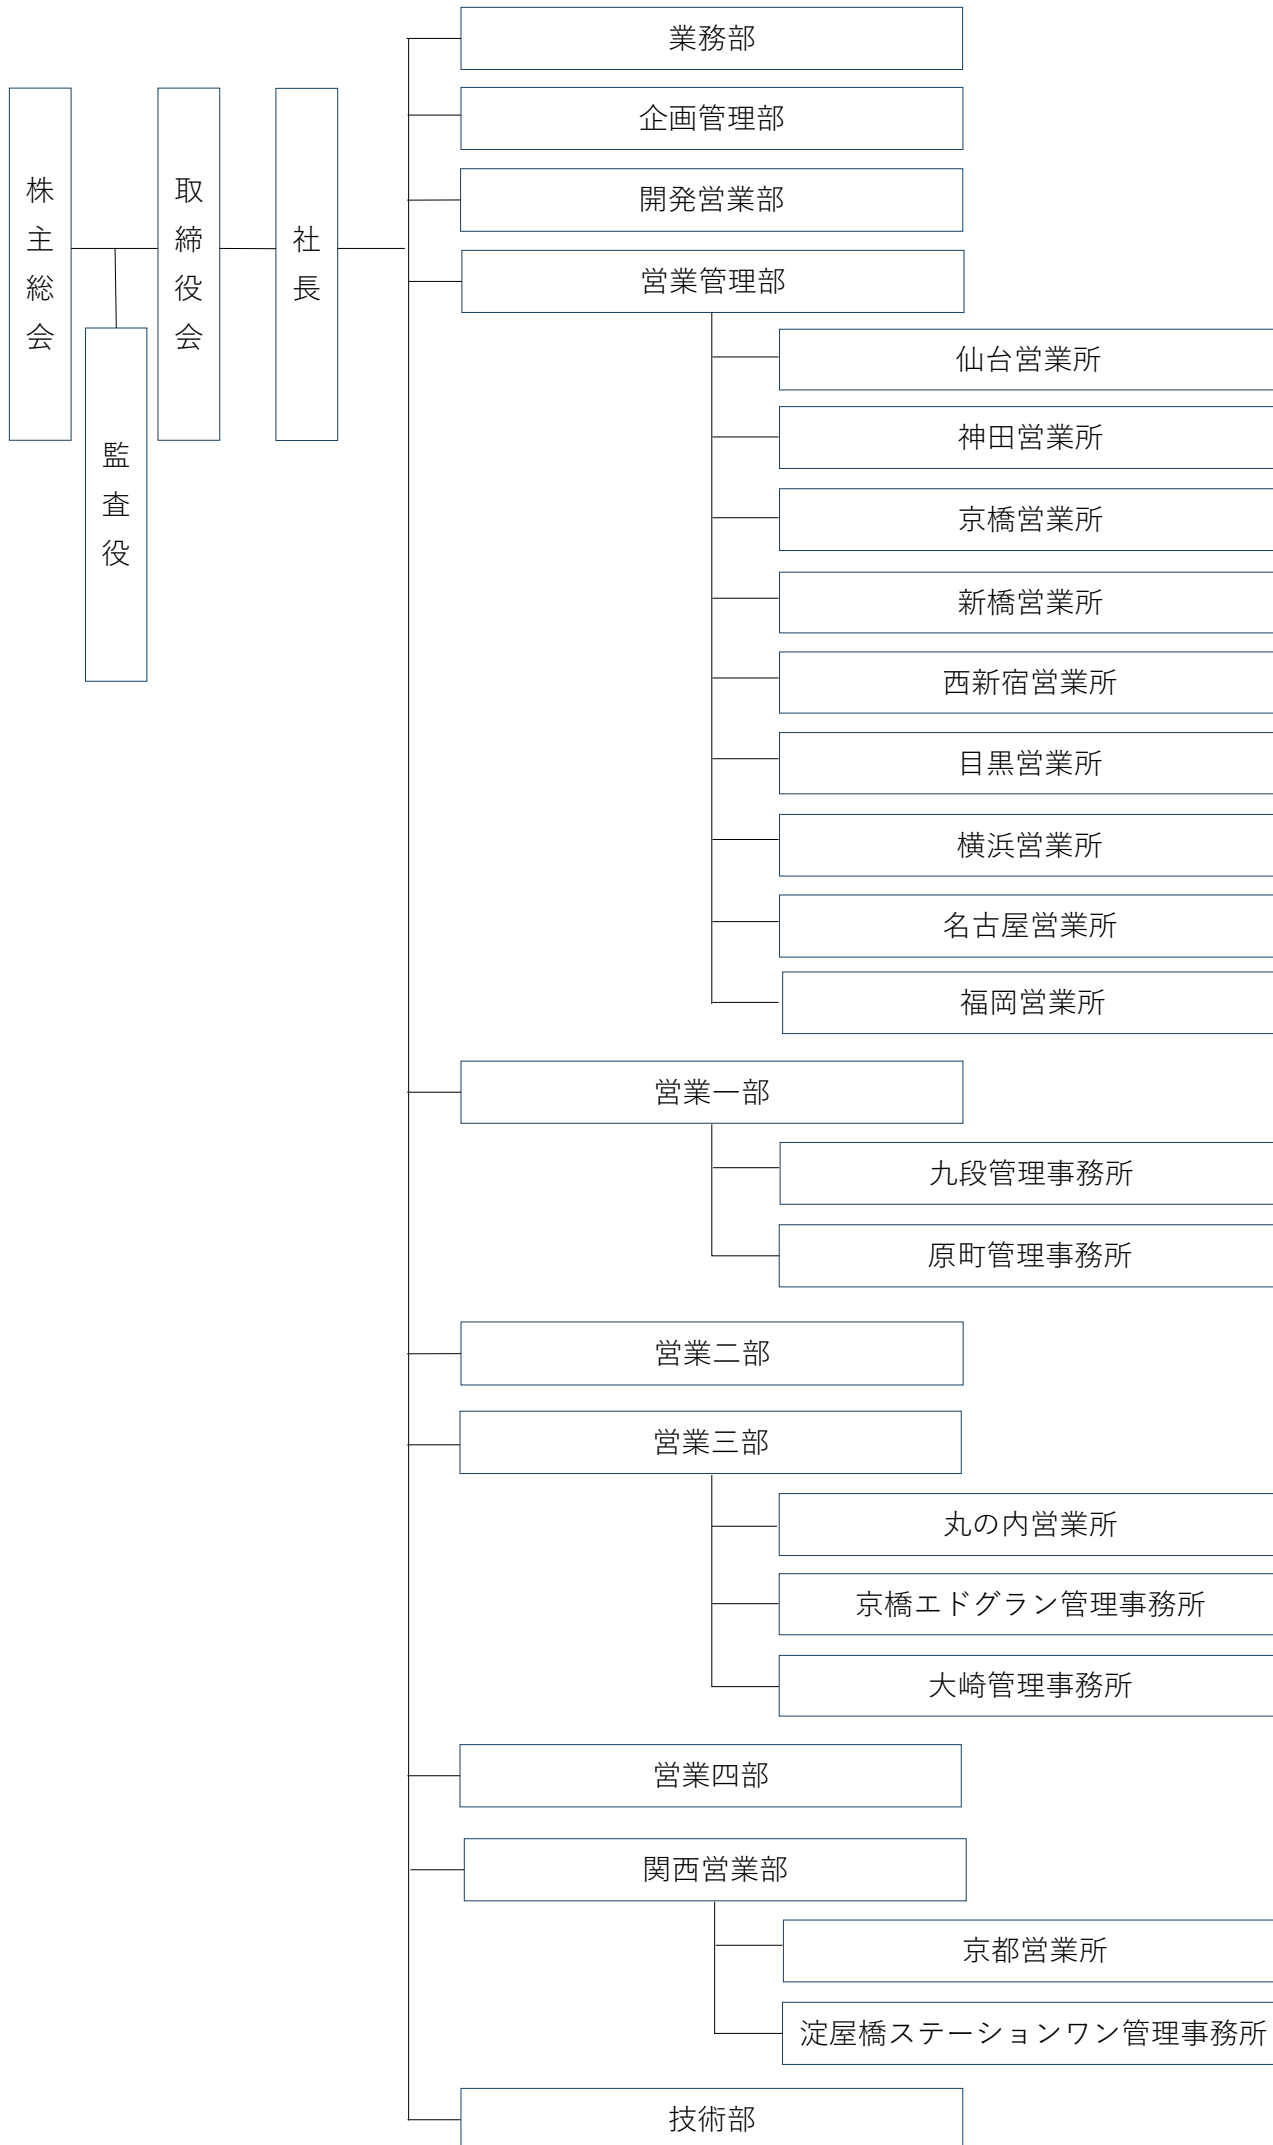 株主総会
監査役
取締役会
社長
業務部
企画管理部
開発営業部
営業管理部
仙台営業所
神田営業所
京橋営業所
新橋営業所
西新宿営業所
目黒営業所
横浜営業所
名古屋営業所
福岡営業所
営業一部
九段管理事務所
原町管理事務所
営業二部
営業三部
丸の内営業所
京橋エドグラン管理事務所
大崎管理事務所
営業四部
関西営業部
京都営業所
淀屋橋ステーションワン管理事務所
技術部